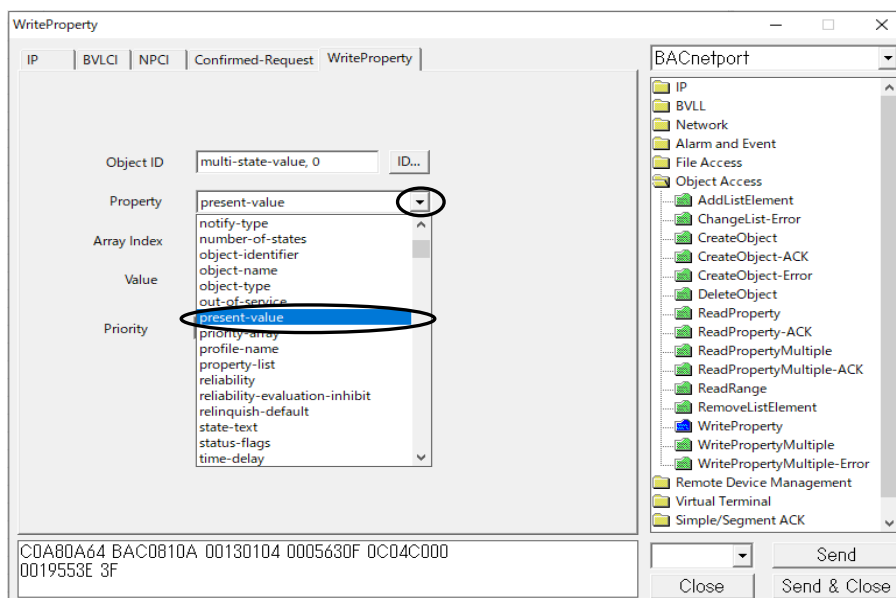 WriteProperty
IP BVLCI NPCI Confirmed-Request WriteProperty
Object ID multi-state-value, 0 ID...
Property present-value
Array Index
Value
Priority
notify-type
number-of-states
object-identifier
object-name
object-type
out-of-service
present-value
priority-array
profile-name
property-list
reliability
reliability-evaluation-inhibit
relinquish-default
state-text
status-flags
time-delay
C0A80A64 BAC0810A 00130104 0005630F 0C04C000
0019553E 3F
BACnetport
IP
BVLL
Network
Alarm and Event
File Access
Object Access
AddListElement
ChangeList-Error
CreateObject
CreateObject-ACK
CreateObject-Error
DeleteObject
ReadProperty
ReadProperty-ACK
ReadPropertyMultiple
ReadPropertyMultiple-ACK
ReadRange
RemoveListElement
WriteProperty
WritePropertyMultiple
WritePropertyMultiple-Error
Remote Device Management
Virtual Terminal
Simple/Segment ACK
Send
Close Send & Close